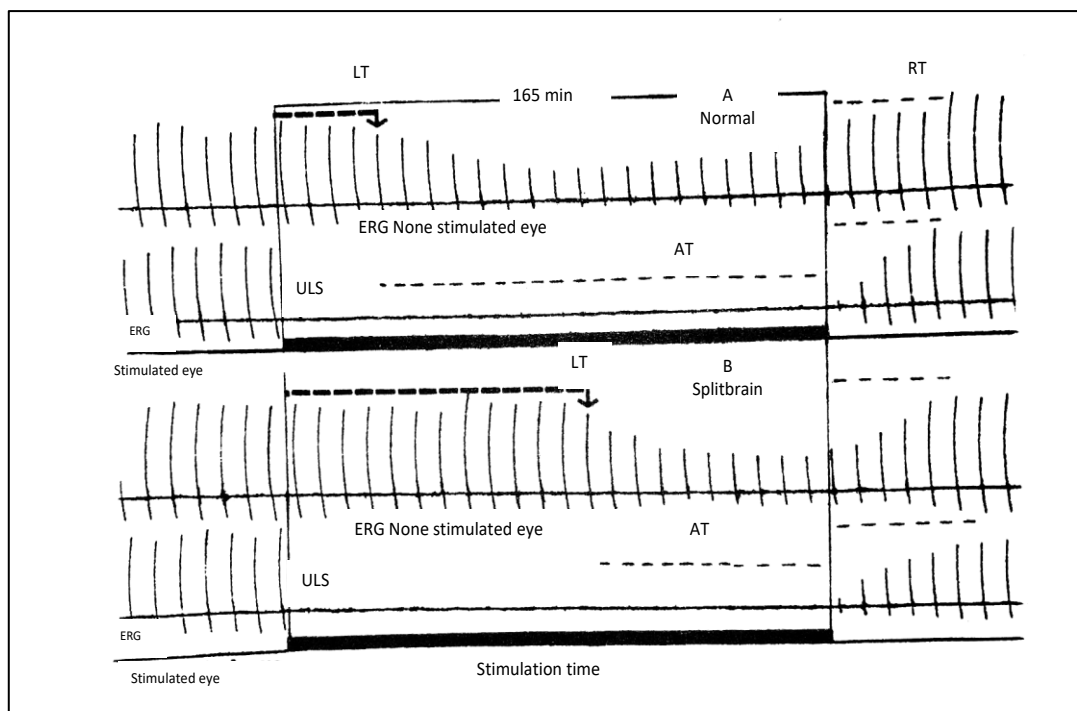 LT
RT
165 min
A
Normal
ERG None stimulated eye
AT
ULS
ERG
Stimulated eye
LT
B
Splitbrain
ERG None stimulated eye
AT
ULS
ERG
Stimulation time
Stimulated eye